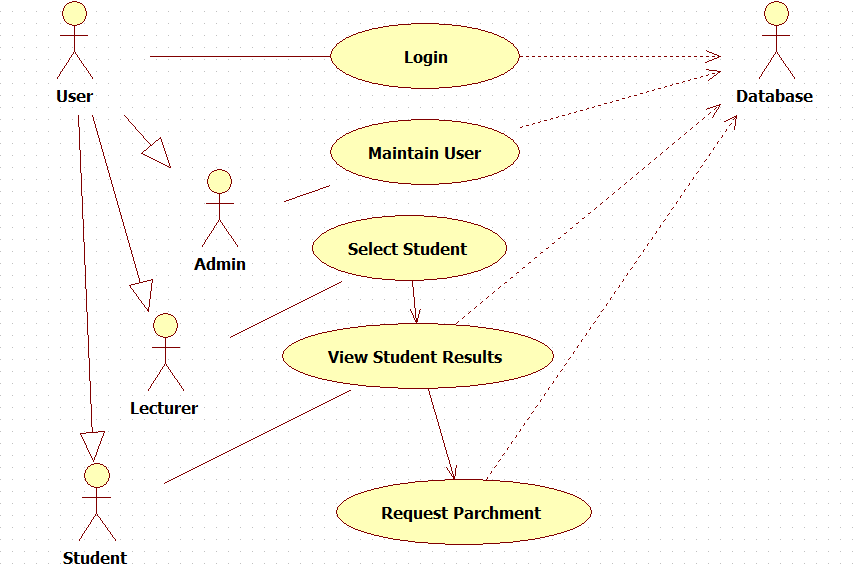 Login
User
Database
Maintain User
Admin
Select Student
View Student Results
Lecturer
Request Parchment
Student